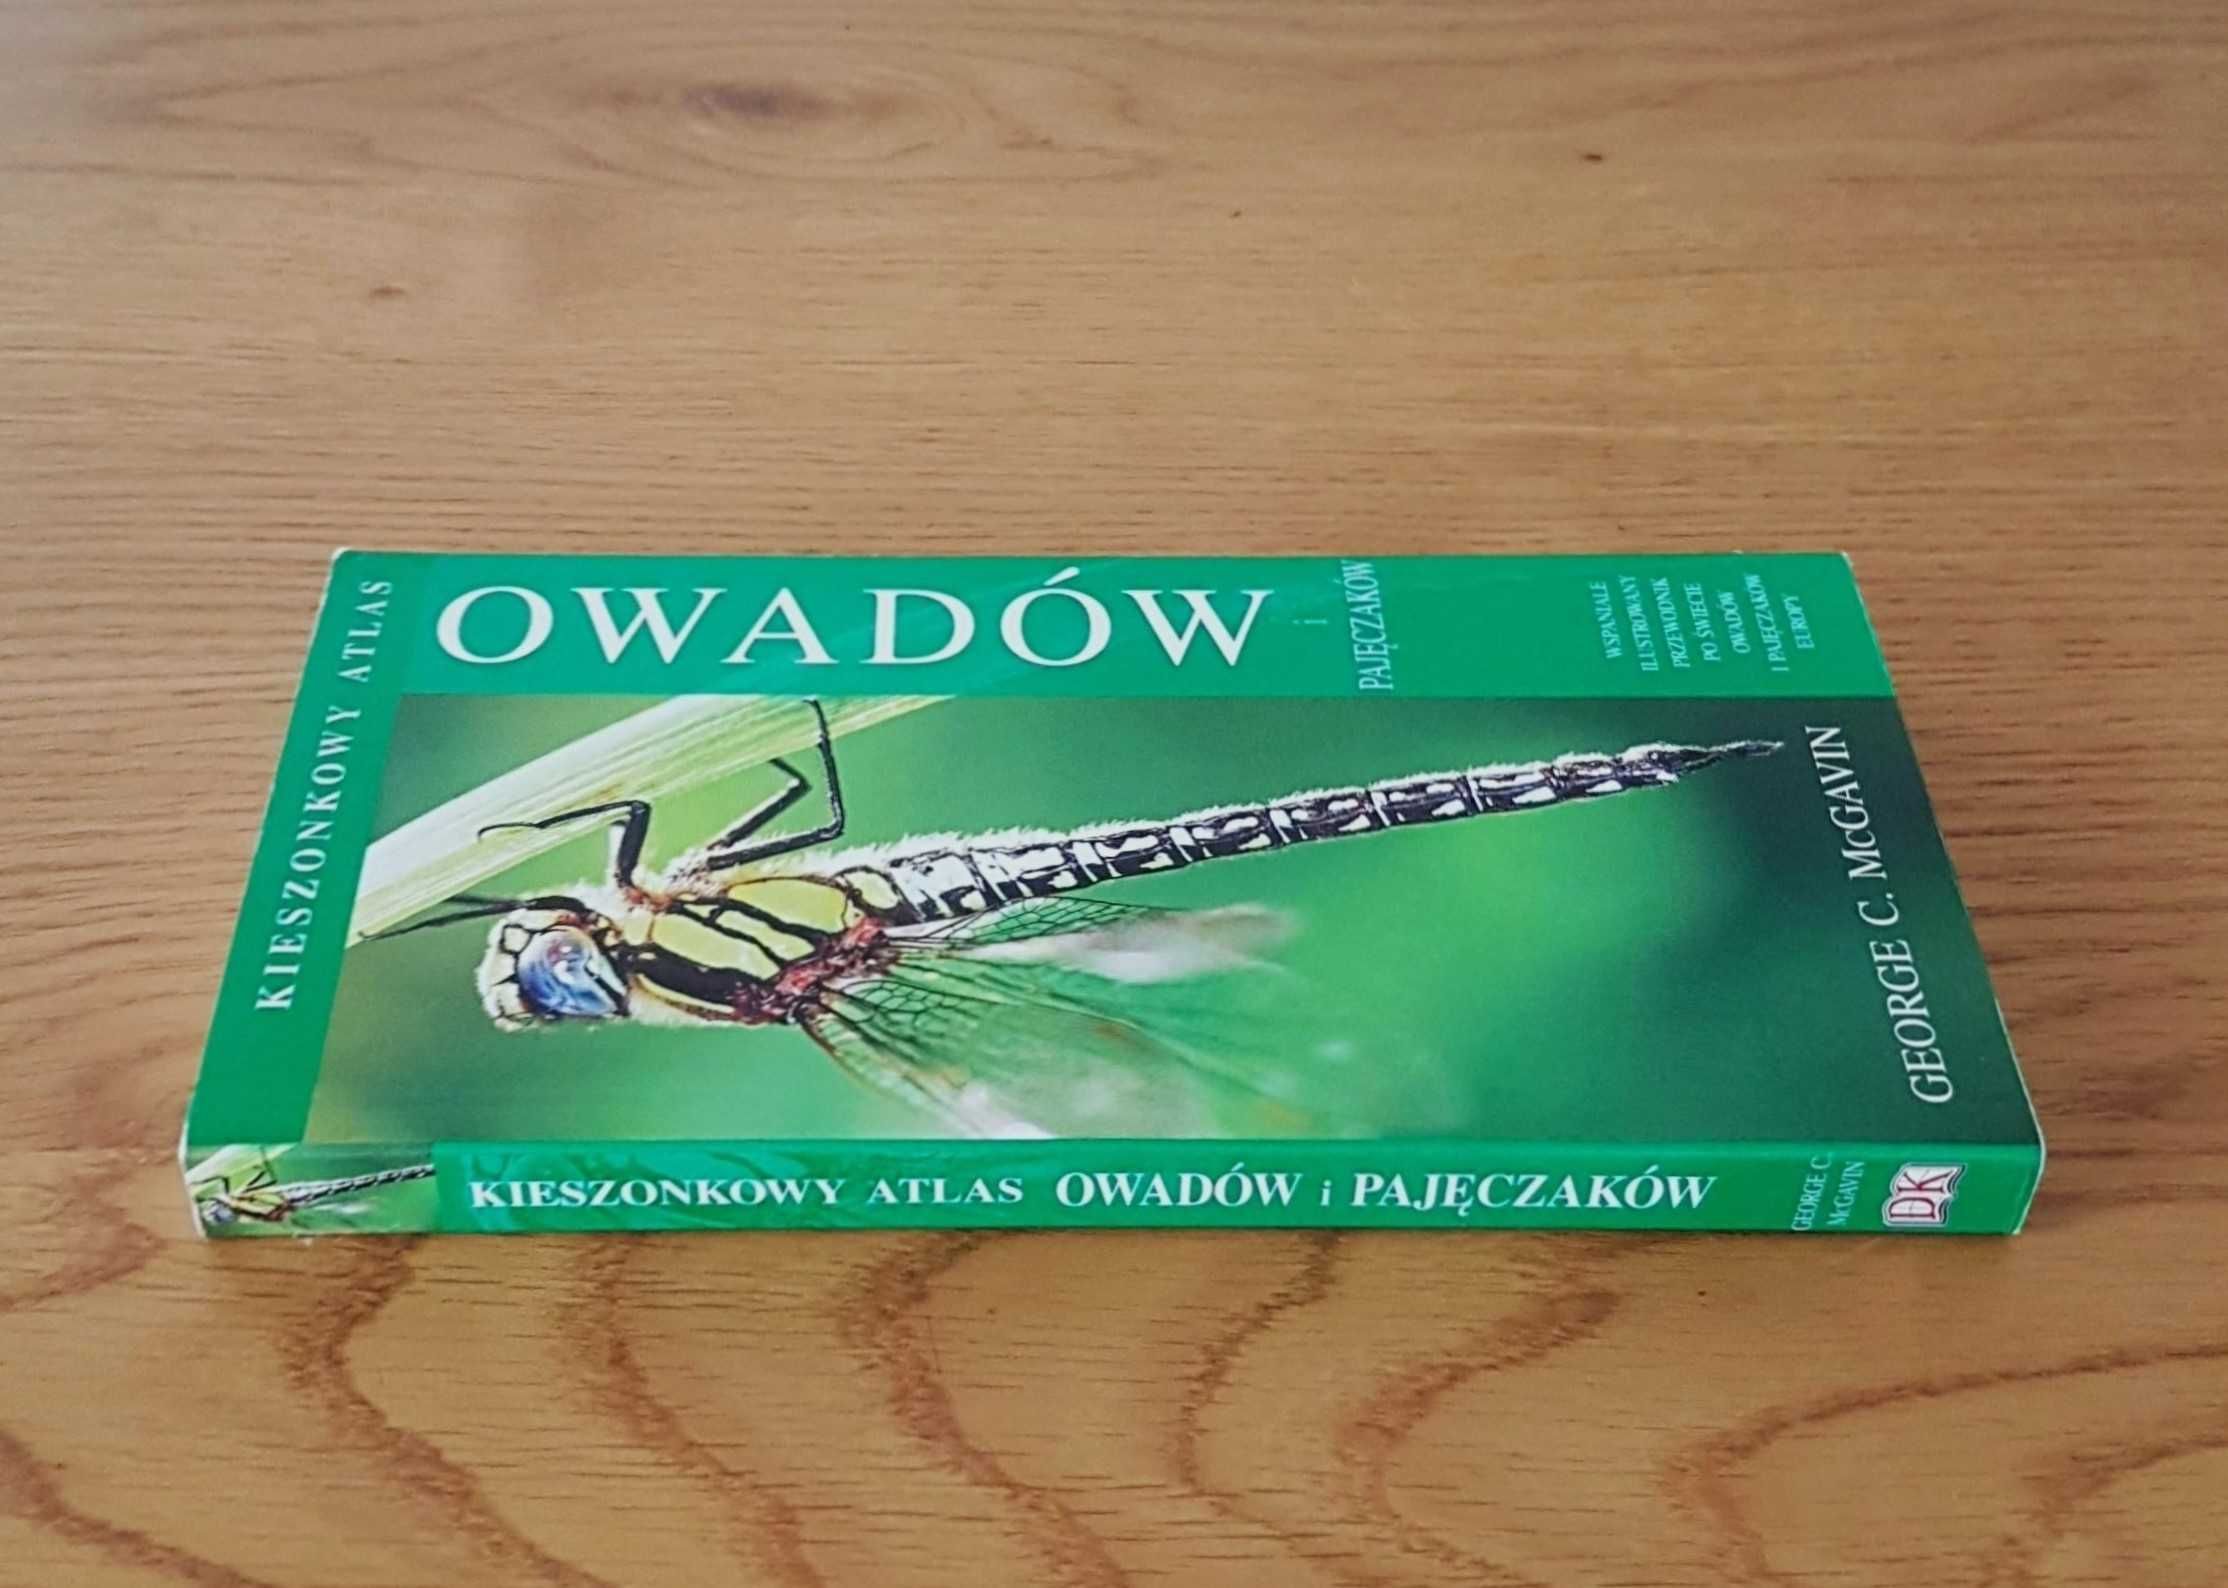 KIESZONKOWY ATLAS
OWADÓW
i
PAJĘCZAKÓW
WSPANIALE
ILUSTROWANY
PRZEWODNIK
PO ŚWIECIE
OWADÓW
I PAJĘCZAKÓW
EUROPY
GEORGE C. McGAVIN
KIESZONKOWY ATLAS OWADÓW i PAJĘCZAKÓW
GEORGE C.
McGAVIN
DK